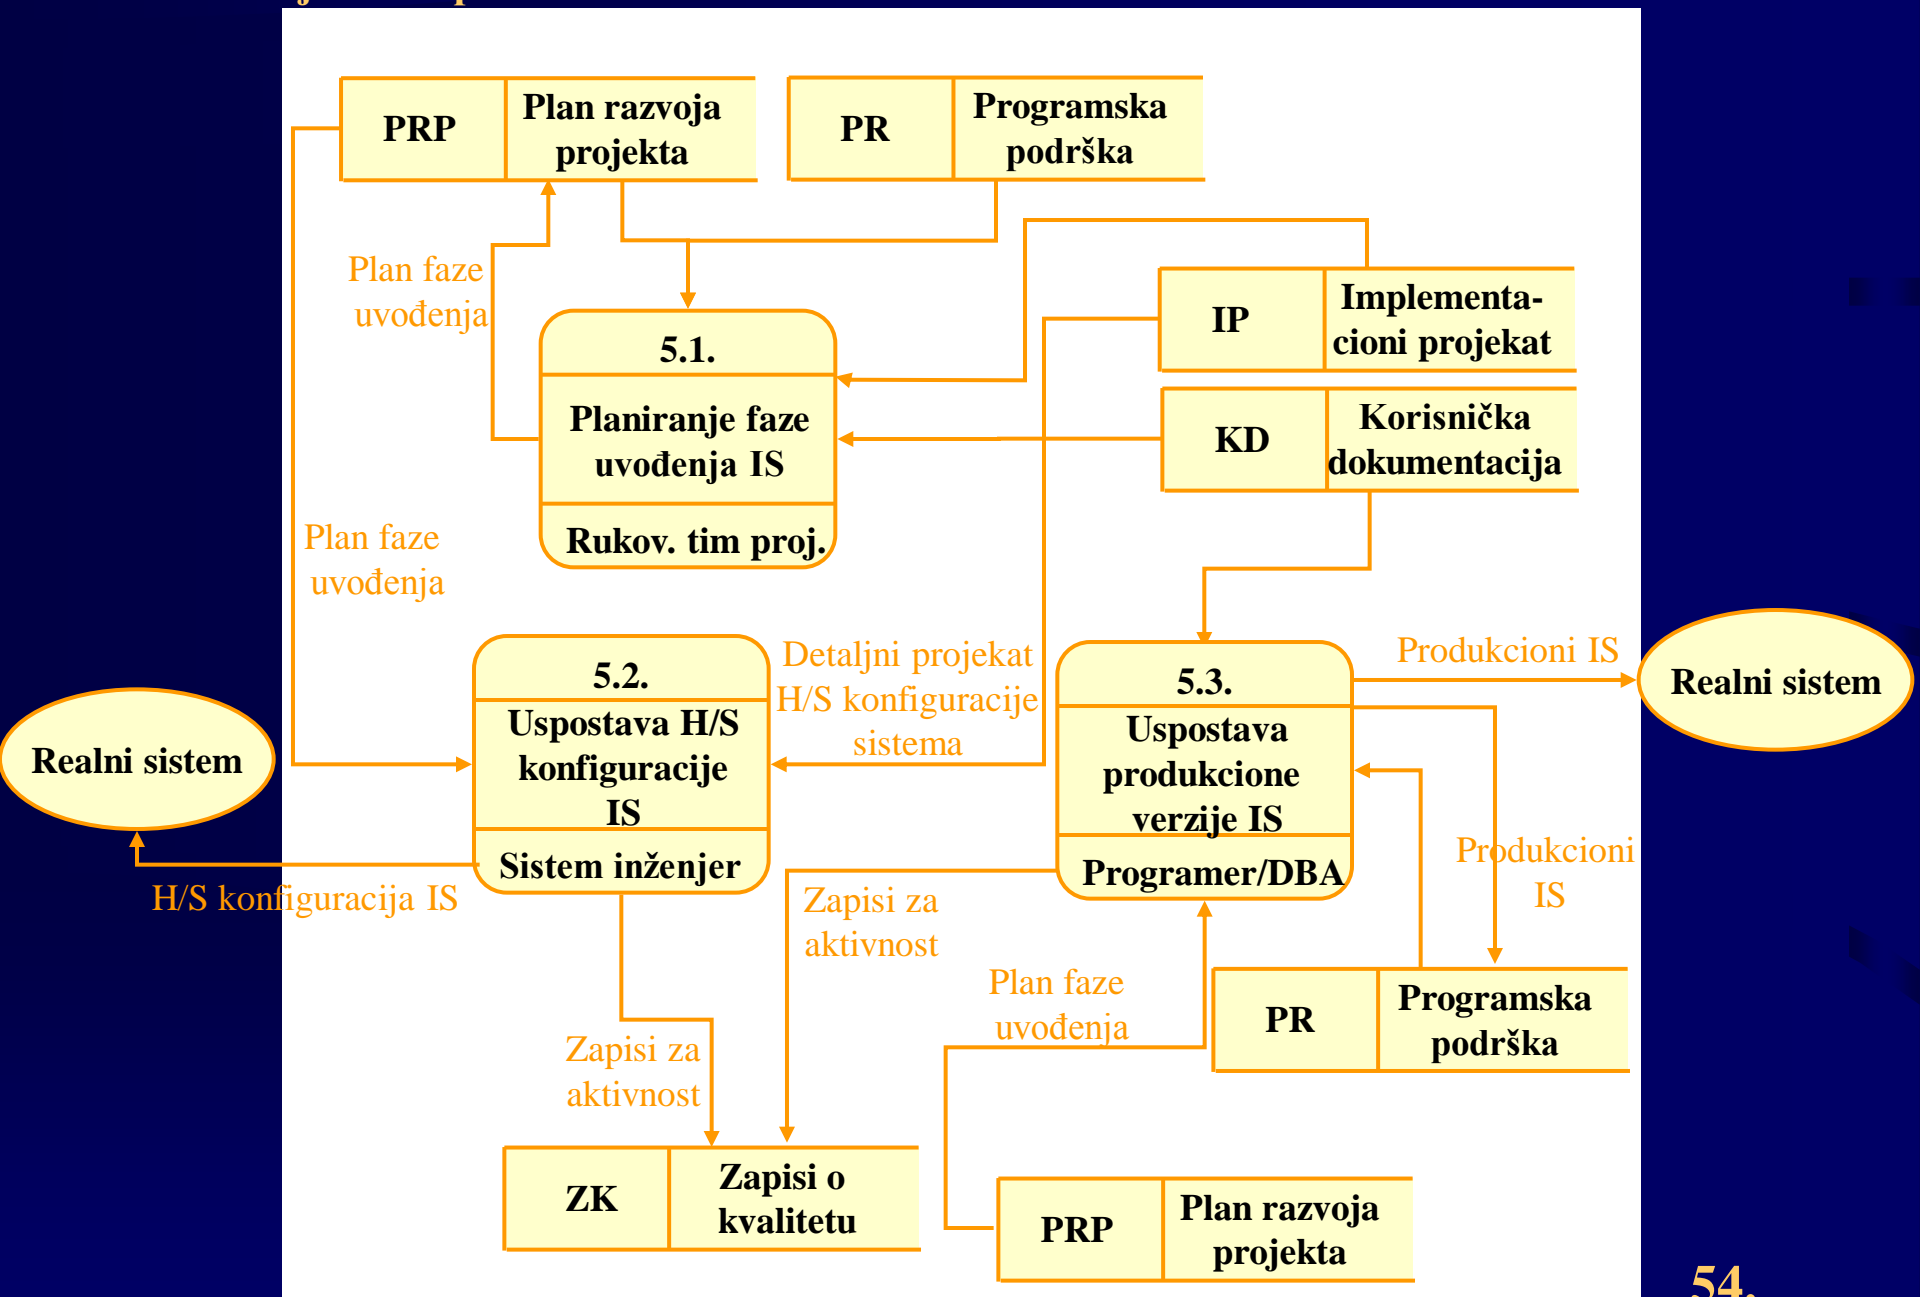 PRP
Plan razvoja
projekta
PR
Programska
podrška
Plan faze
uvođenja
IP
Implementa-
cioni projekat
5.1.
Planiranje faze
uvođenja IS
Rukov. tim proj.
KD
Korisnička
dokumentacija
Plan faze
uvođenja
5.2.
Uspostava H/S
konfiguracije
IS
Sistem inženjer
Detaljni projekat
H/S konfiguracije
sistema
5.3.
Uspostava
produkcione
verzije IS
Programer/DBA
Produkcioni IS
Realni sistem
Realni sistem
H/S konfiguracija IS
Produkcioni
IS
Zapisi za
aktivnost
Plan faze
uvođenja
PR
Programska
podrška
Zapisi za
aktivnost
ZK
Zapisi o
kvalitetu
PRP
Plan razvoja
projekta
54.